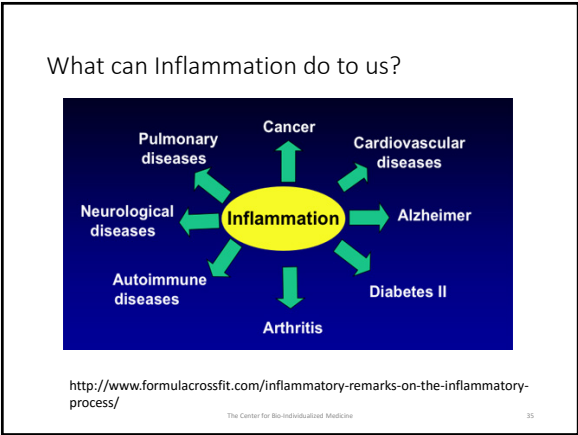 What can Inflammation do to us?
Cancer
Pulmonary
diseases
Cardiovascular
diseases
Neurological
diseases
Inflammation
Alzheimer
Autoimmune
diseases
Diabetes II
Arthritis
http://www.formulacrossfit.com/inflammatory-remarks-on-the-inflammatory-
process/
The Center for Bio-Individualized Medicine
35